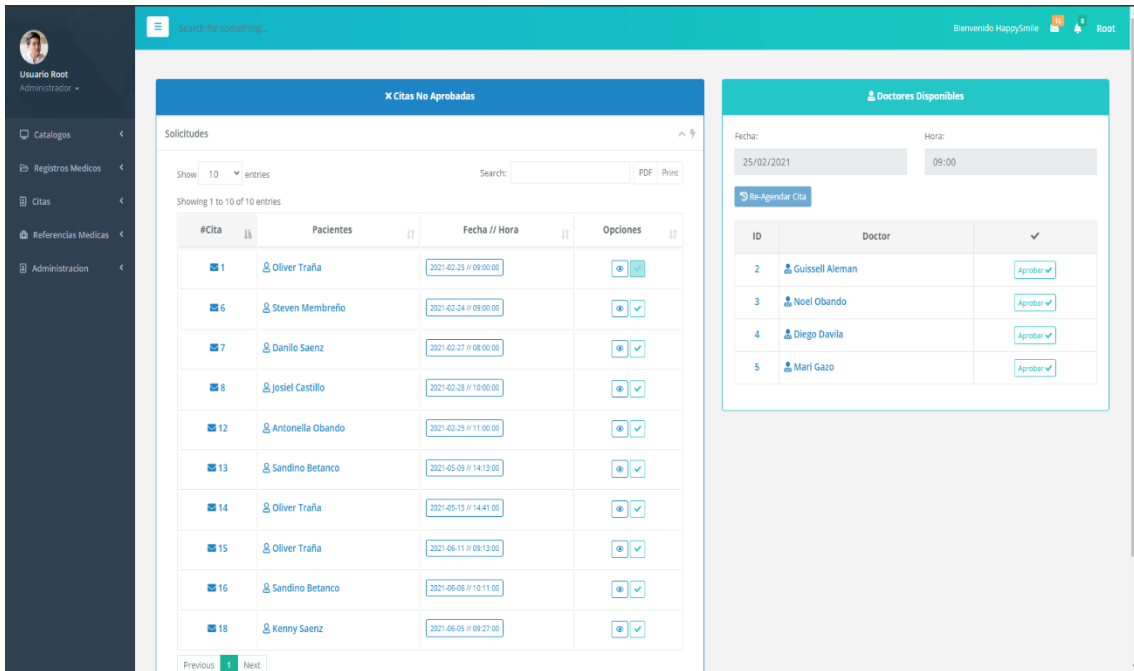 Search for something...
Bienvenido HappySmile 16 8 Root
Usuario Root
Administrador
Catalogos
Registros Medicos
Citas
Referencias Medicas
Administracion
Citas No Aprobadas
Solicitudes
Show 10 entries
Search:
PDF Print
Showing 1 to 10 of 10 entries
#Cita Pacientes Fecha // Hora Opciones
1 Oliver Traña 2021-02-25 // 09:00:00
6 Steven Membreño 2021-02-24 // 09:00:00
7 Danilo Saenz 2021-02-27 // 08:00:00
8 Josiel Castillo 2021-02-28 // 10:00:00
12 Antonella Obando 2021-02-25 // 11:00:00
13 Sandino Betanco 2021-05-09 // 14:13:00
14 Oliver Traña 2021-05-15 // 14:41:00
15 Oliver Traña 2021-06-11 // 09:13:00
16 Sandino Betanco 2021-06-06 // 10:11:00
18 Kenny Saenz 2021-06-05 // 09:27:00
Previous 1 Next
Doctores Disponibles
Fecha: Hora:
25/02/2021 09:00
Re-Agendar Cita
ID Doctor
2 Guissell Aleman Aprobar
3 Noel Obando Aprobar
4 Diego Davila Aprobar
5 Mari Gazo Aprobar